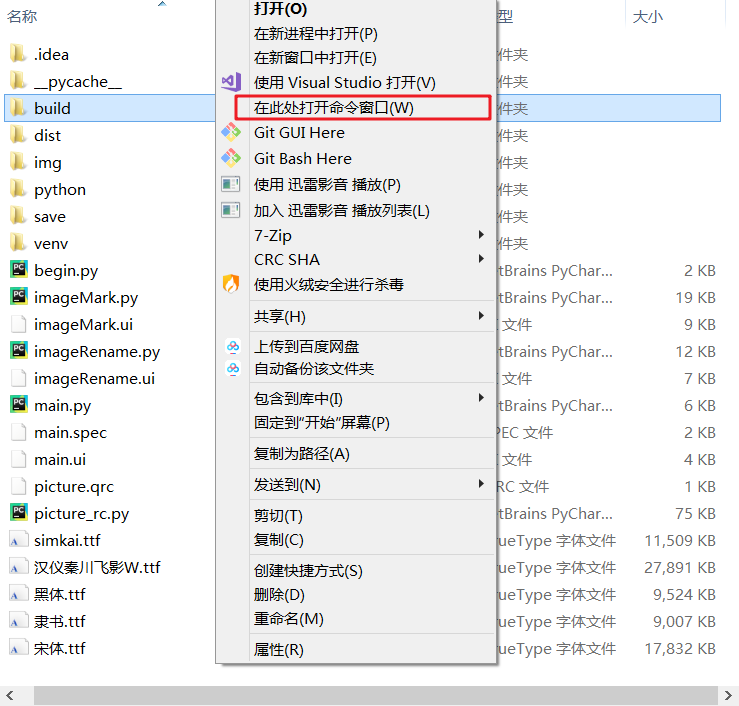 名称
型
大小
.idea
__pycache__
build
dist
img
python
save
venv
begin.py
imageMark.py
imageMark.ui
imageRename.py
imageRename.ui
main.py
main.spec
main.ui
picture.qrc
picture_rc.py
simkai.ttf
汉仪秦川飞影W.ttf
黑体.ttf
隶书.ttf
宋体.ttf
打开(O)
在新进程中打开(P)
在新窗口中打开(E)
使用 Visual Studio 打开(V)
在此处打开命令窗口(W)
Git GUI Here
Git Bash Here
使用 迅雷影音 播放(P)
加入 迅雷影音 播放列表(L)
7-Zip
CRC SHA
使用火绒安全进行杀毒
共享(H)
上传到百度网盘
自动备份该文件夹
包含到库中(I)
固定到"开始"屏幕(P)
复制为路径(A)
发送到(N)
剪切(T)
复制(C)
创建快捷方式(S)
删除(D)
重命名(M)
属性(R)
件夹
件夹
件夹
件夹
件夹
件夹
件夹
件夹
tBrains PyChar... 2 KB
tBrains PyChar... 19 KB
文件 9 KB
tBrains PyChar... 12 KB
文件 7 KB
tBrains PyChar... 6 KB
PEC 文件 2 KB
文件 4 KB
RC 文件 1 KB
tBrains PyChar... 75 KB
ueType 字体文件 11,509 KB
ueType 字体文件 27,891 KB
ueType 字体文件 9,524 KB
ueType 字体文件 9,007 KB
ueType 字体文件 17,832 KB